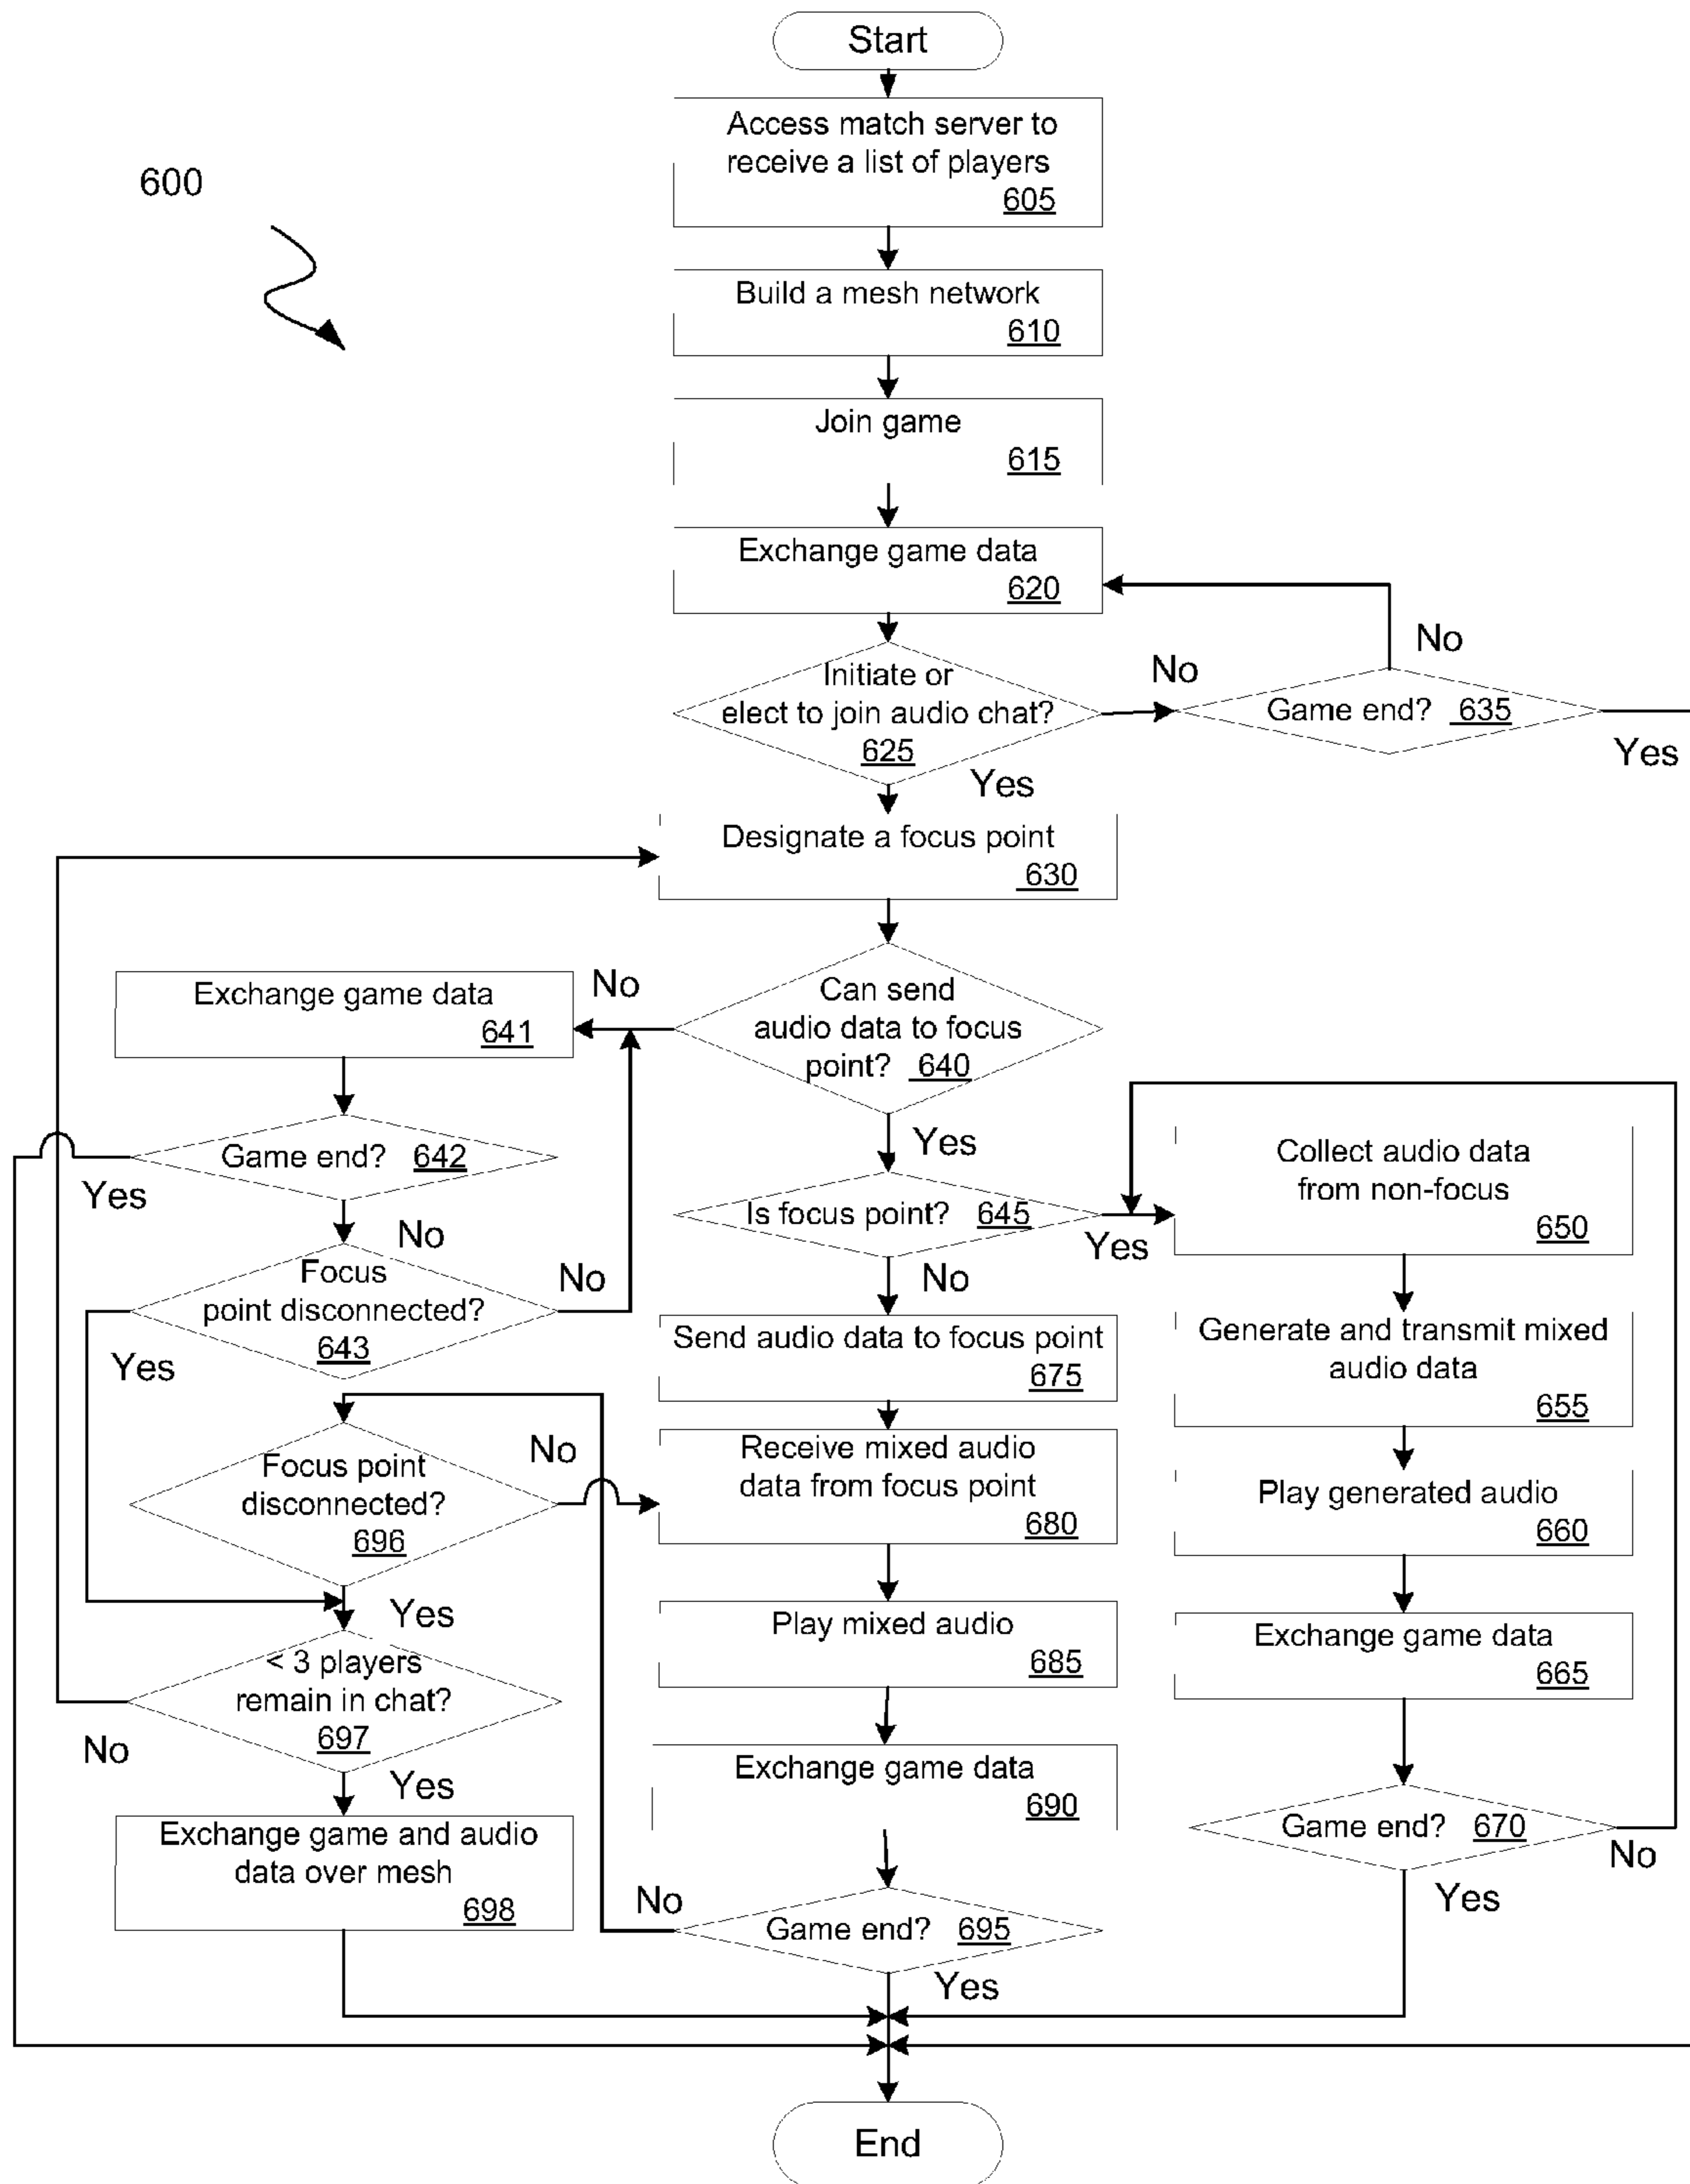 Start
Access match server to
receive a list of players
605
600
Build a mesh network
610
Join game
615
Exchange game data
620
No
Initiate or
elect to join audio chat?
625
No
Game end? 635
Yes
Yes
Designate a focus point
630
Can send
audio data to focus
point? 640
No
Exchange game data
641
Yes
Game end? 642
Yes
No
Focus
point disconnected?
643
No
Yes
Is focus point? 645
Yes
No
Collect audio data
from non-focus
650
Generate and transmit mixed
audio data
655
Play generated audio
660
Exchange game data
665
Game end? 670
No
Yes
Send audio data to focus point
675
Receive mixed audio
data from focus point
680
Play mixed audio
685
Exchange game data
690
Game end? 695
No
Yes
Focus point
disconnected?
696
No
Yes
< 3 players
remain in chat?
697
No
Yes
Exchange game and audio
data over mesh
698
End